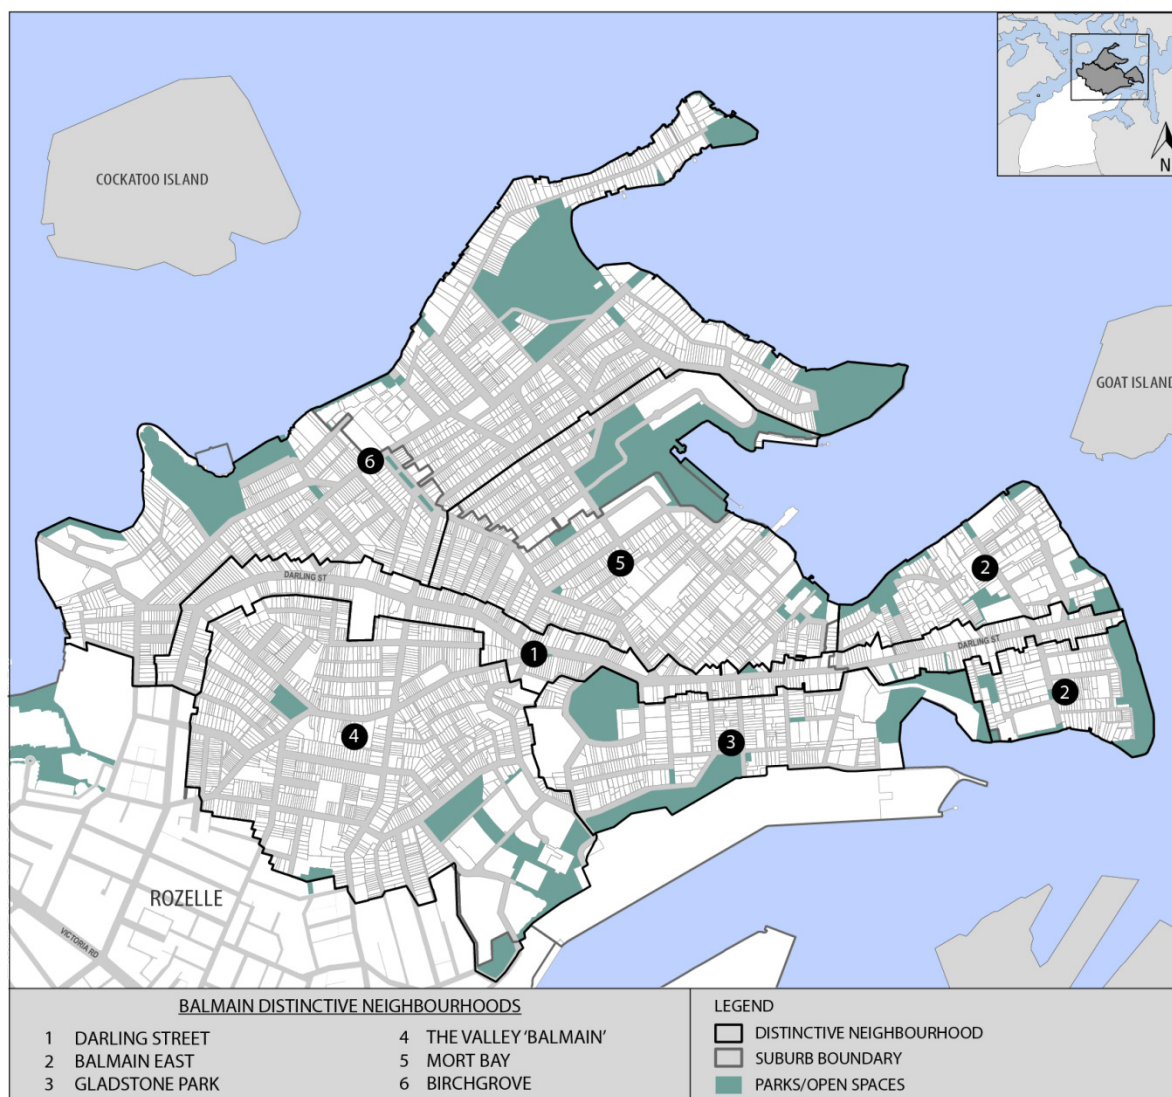 N
COCKATOO ISLAND
GOAT ISLAND
6
5
2
DARLING ST
DARLING ST
1
2
4
3
ROZELLE
VICTORIA RD
BALMAIN DISTINCTIVE NEIGHBOURHOODS
1 DARLING STREET
2 BALMAIN EAST
3 GLADSTONE PARK
4 THE VALLEY 'BALMAIN'
5 MORT BAY
6 BIRCHGROVE
LEGEND
DISTINCTIVE NEIGHBOURHOOD
SUBURB BOUNDARY
PARKS/OPEN SPACES